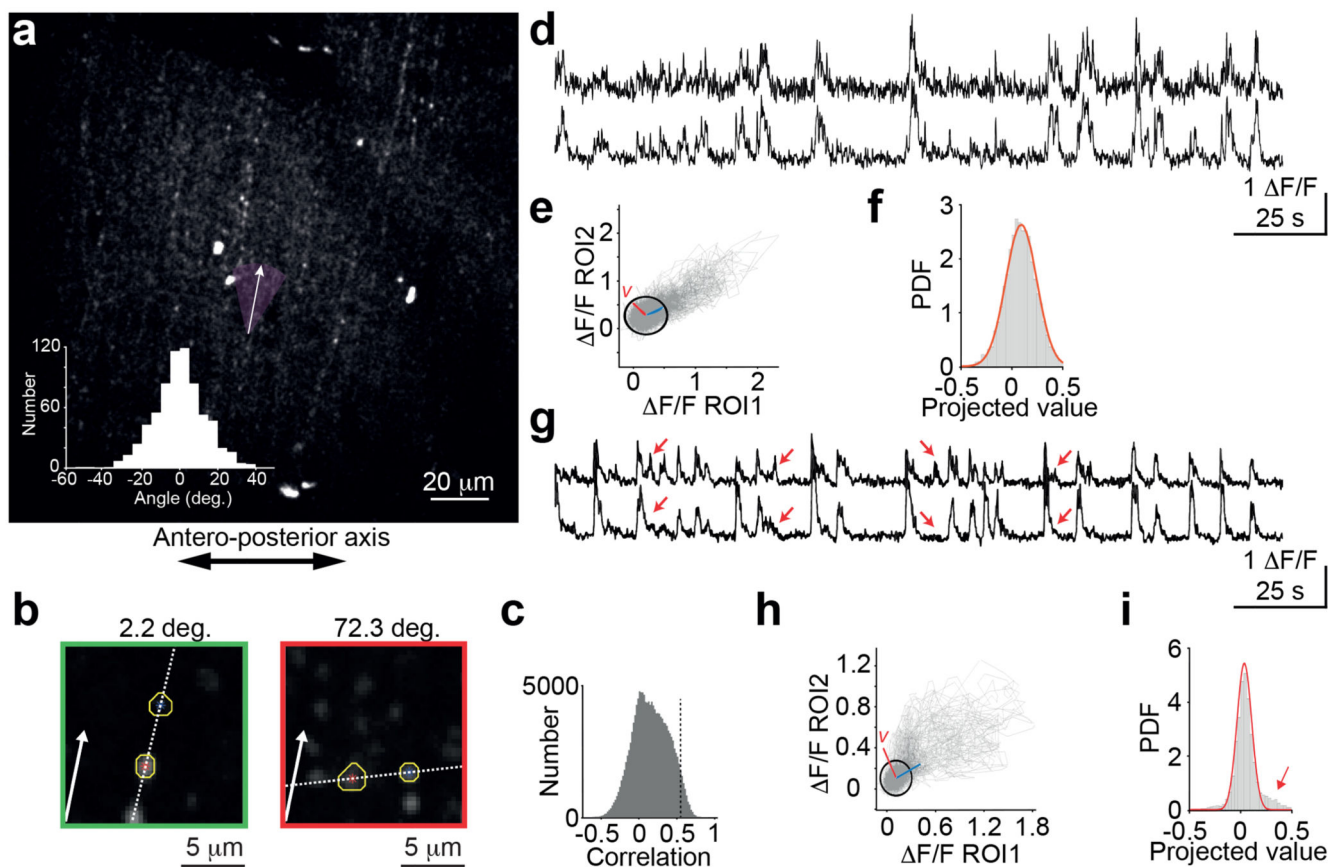 a
120
60
0
Number
-60
-40
-20
0
20
40
Angle (deg.)
20 μm
Antero-posterior axis
b
2.2 deg.
72.3 deg.
5 μm
5 μm
c
5000
0
Number
-0.5
0
0.5
1
Correlation
d
1 ΔF/F
25 s
e
2
1
0
ΔF/F ROI2
v
0
1
2
ΔF/F ROI1
f
3
2
1
0
PDF
-0.5
0
0.5
Projected value
g
1 ΔF/F
25 s
h
1.2
0.8
0.4
0
ΔF/F ROI2
v
0
0.6
1.2
1.8
ΔF/F ROI1
i
6
4
2
0
PDF
-0.5
0
0.5
Projected value